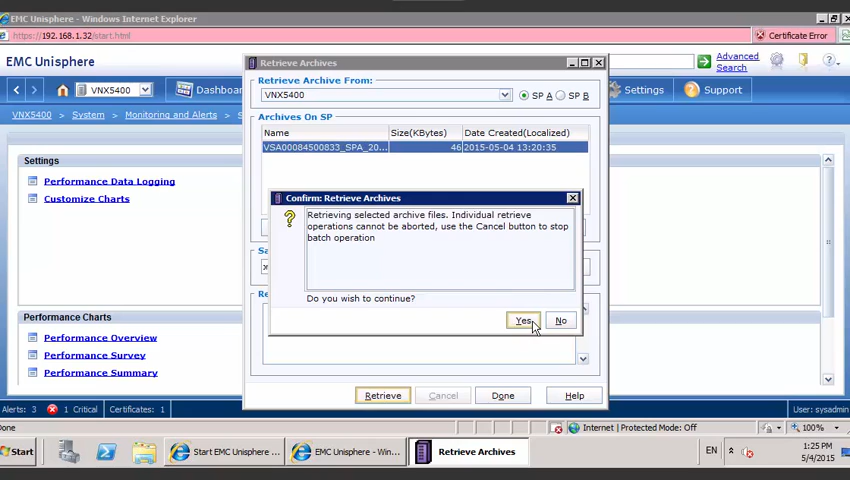 EMC Unisphere - Windows Internet Explorer
https://192.168.1.32/start.html
Certificate Error
EMC Unisphere
Retrieve Archives
Advanced
Search
VNX5400
Dashboa
Settings
Support
Retrieve Archive From:
VNX5400
SP A
SP B
VNX5400
System
Monitoring and Alerts
Archives On SP
Name
Size(KBytes)
Date Created(Localized)
VSA00084500833_SPA_20...
46
2015-05-04 13:20:35
Settings
Performance Data Logging
Customize Charts
Confirm: Retrieve Archives
Retrieving selected archive files. Individual retrieve
operations cannot be aborted, use the Cancel button to stop
batch operation
Do you wish to continue?
Yes
No
Performance Charts
Performance Overview
Performance Survey
Performance Summary
Retrieve
Cancel
Done
Help
Alerts: 3
1 Critical
Certificates: 1
User: sysadmin
Done
Internet | Protected Mode: Off
100%
Start
Start EMC Unisphere ...
EMC Unisphere - Win...
Retrieve Archives
EN
1:25 PM
5/4/2015